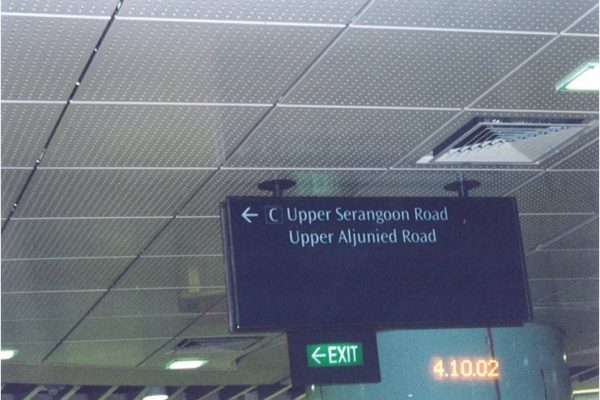 ← C Upper Serangoon Road
Upper Aljunied Road
← EXIT
4.10.02